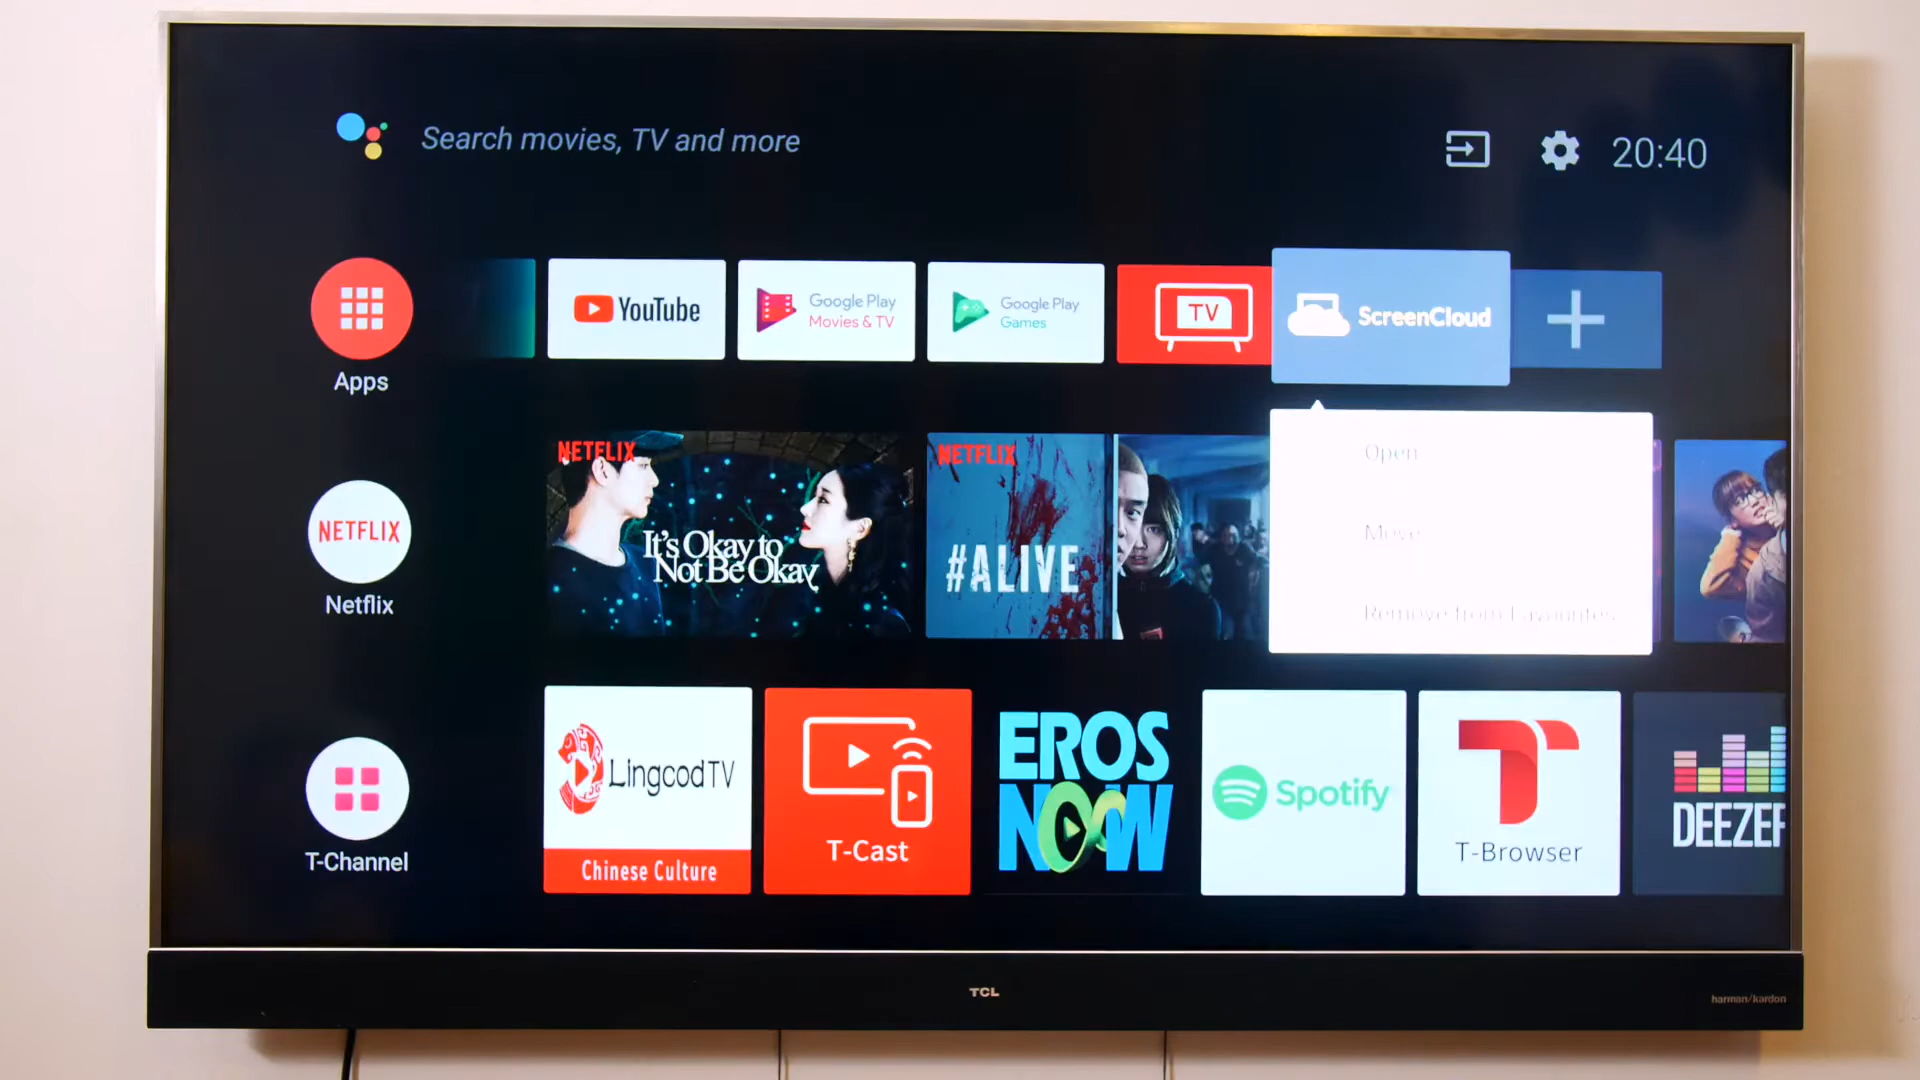 Search movies, TV and more
20:40
Apps
YouTube
Google Play
Movies & TV
Google Play
Games
TV
ScreenCloud
Open
Move
Remove from Favourites
NETFLIX
It's Okay to
Not Be Okay
NETFLIX
#ALIVE
NETFLIX
Netflix
LingcodTV
Chinese Culture
T-Cast
EROS
NOW
Spotify
T-Browser
DEEZER
T-Channel
TCL
harman/kardon